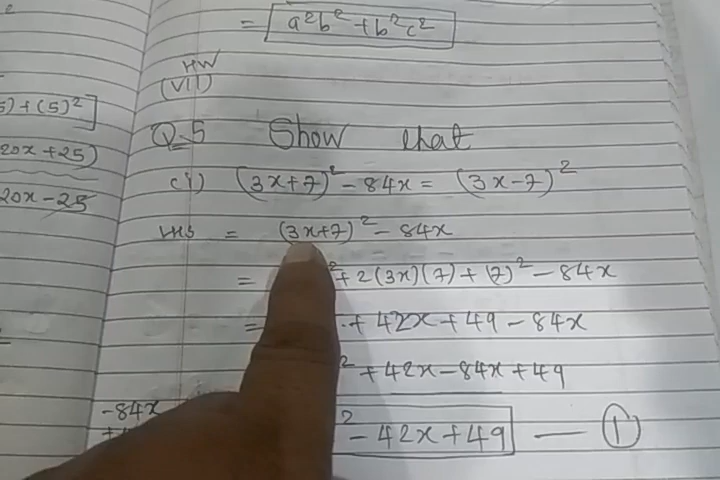 = a²b² + b²c²
HW
(VII)
5) + (5)²]
20x + 25)
20x - 25
Q.5 Show that
(i) (3x+7)² - 84x = (3x-7)²
LHS = (3x+7)² - 84x
= ² + 2(3x)(7) + (7)² - 84x
= + 42x + 49 - 84x
² + 42x - 84x + 49
-84x
² - 42x + 49 — ①